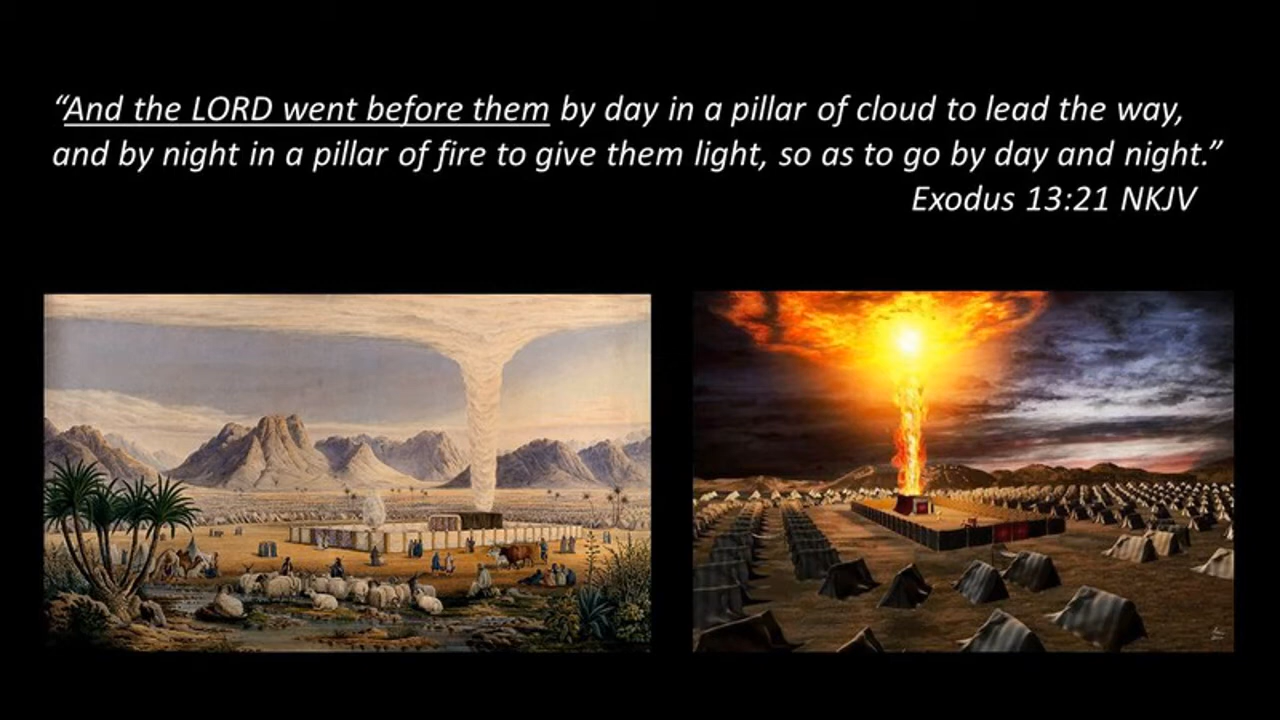 “And the LORD went before them by day in a pillar of cloud to lead the way,
and by night in a pillar of fire to give them light, so as to go by day and night.”
Exodus 13:21 NKJV